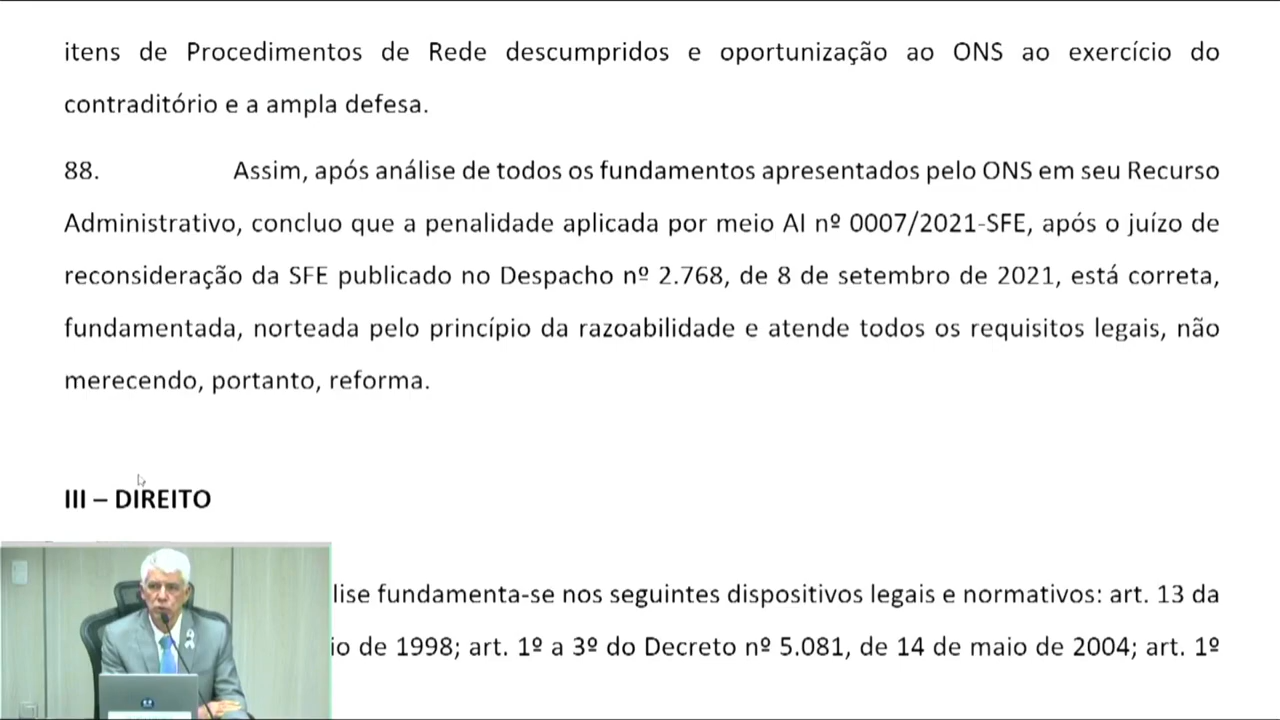 itens de Procedimentos de Rede descumpridos e oportunização ao ONS ao exercício do
contraditório e a ampla defesa.
88. Assim, após análise de todos os fundamentos apresentados pelo ONS em seu Recurso
Administrativo, concluo que a penalidade aplicada por meio AI nº 0007/2021-SFE, após o juízo de
reconsideração da SFE publicado no Despacho nº 2.768, de 8 de setembro de 2021, está correta,
fundamentada, norteada pelo princípio da razoabilidade e atende todos os requisitos legais, não
merecendo, portanto, reforma.
III – DIREITO
lise fundamenta-se nos seguintes dispositivos legais e normativos: art. 13 da
io de 1998; art. 1º a 3º do Decreto nº 5.081, de 14 de maio de 2004; art. 1º